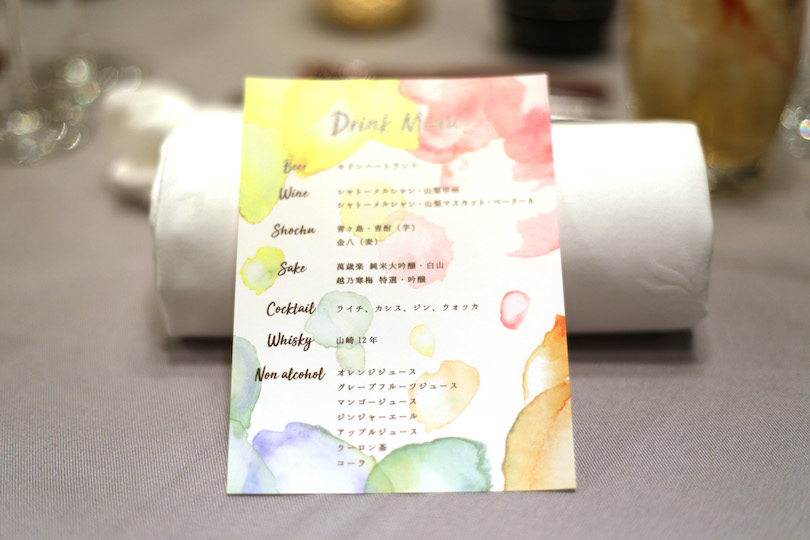 Drink Menu
Beer キリンハートランド
Wine シャトーメルシャン・山梨甲州
シャトーメルシャン・山梨マスカット・ベーリーA
Shochu 青ヶ島・青酎（芋）
金八（麦）
Sake 萬歳楽 純米大吟醸・白山
越乃寒梅 特選・吟醸
Cocktail ライチ、カシス、ジン、ウォッカ
Whisky 山崎 12 年
Non alcohol オレンジジュース
グレープフルーツジュース
マンゴージュース
ジンジャーエール
アップルジュース
ウーロン茶
コーラ